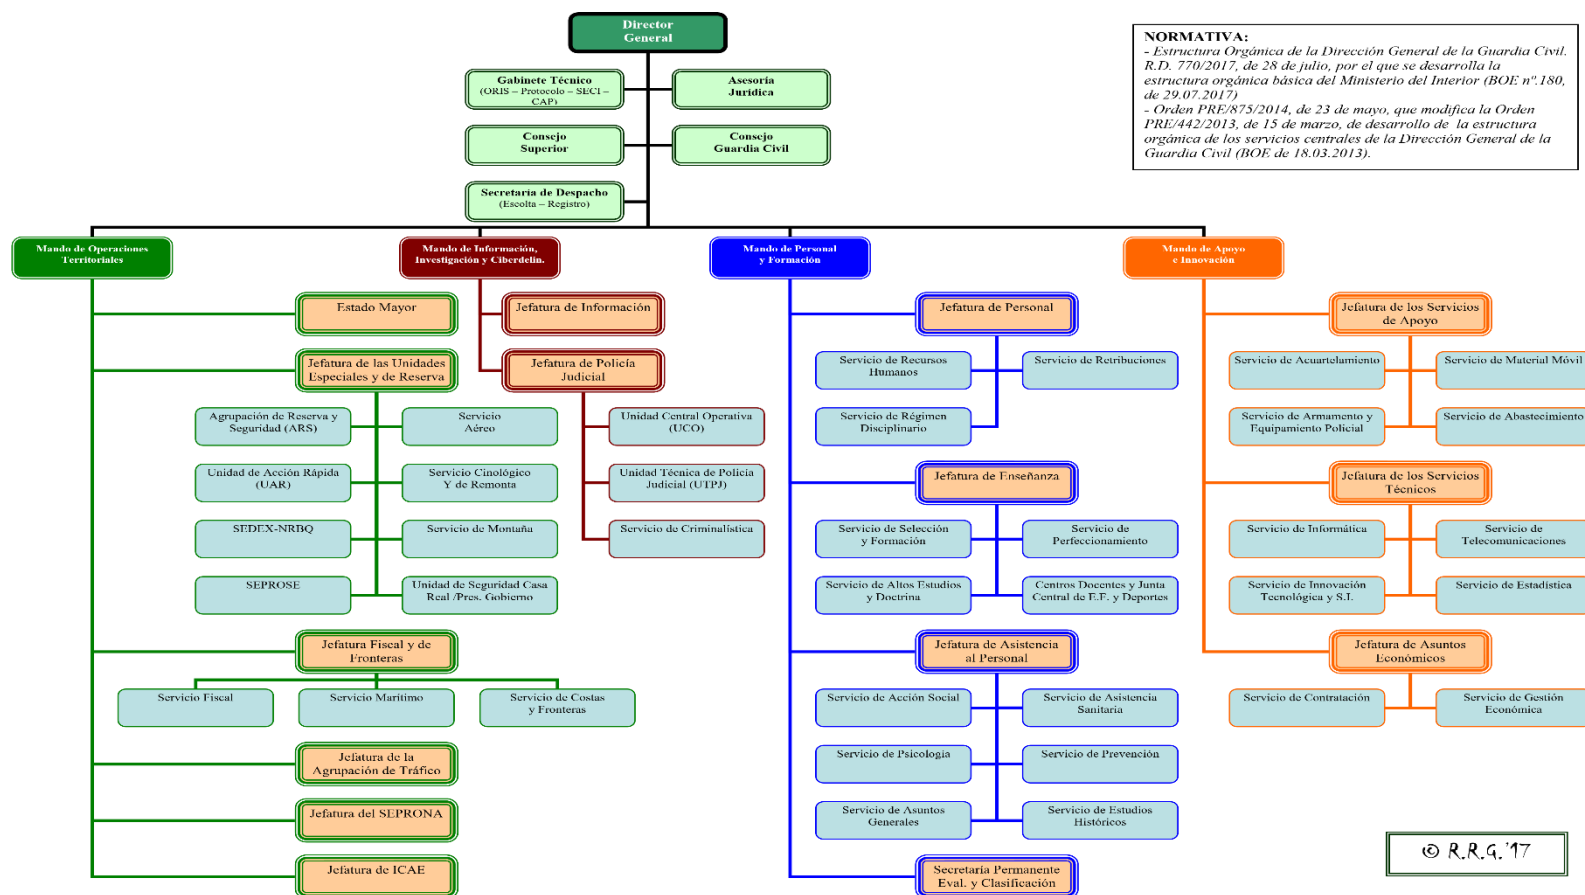 Director
General
NORMATIVA:
- Estructura Orgánica de la Dirección General de la Guardia Civil.
R.D. 770/2017, de 28 de julio, por el que se desarrolla la
estructura orgánica básica del Ministerio del Interior (BOE nº.180,
de 29.07.2017)
- Orden PRE/875/2014, de 23 de mayo, que modifica la Orden
PRE/442/2013, de 15 de marzo, de desarrollo de la estructura
orgánica de los servicios centrales de la Dirección General de la
Guardia Civil (BOE de 18.03.2013).
Gabinete Técnico
(ORIS – Protocolo – SECI –
CAP)
Asesoría
Jurídica
Consejo
Superior
Consejo
Guardia Civil
Secretaría de Despacho
(Escolta – Registro)
Mando de Operaciones
Territoriales
Mando de Información,
Investigación y Ciberdelin.
Mando de Personal
y Formación
Mando de Apoyo
e Innovación
Estado Mayor
Jefatura de las Unidades
Especiales y de Reserva
Agrupación de Reserva y
Seguridad (ARS)
Servicio
Aéreo
Unidad de Acción Rápida
(UAR)
Servicio Cinológico
Y de Remonta
SEDEX-NRBQ
Servicio de Montaña
SEPROSE
Unidad de Seguridad Casa
Real /Pres. Gobierno
Jefatura Fiscal y de
Fronteras
Servicio Fiscal
Servicio Marítimo
Servicio de Costas
y Fronteras
Jefatura de la
Agrupación de Tráfico
Jefatura del SEPRONA
Jefatura de ICAE
Jefatura de Información
Jefatura de Policía
Judicial
Unidad Central Operativa
(UCO)
Unidad Técnica de Policía
Judicial (UTPJ)
Servicio de Criminalística
Jefatura de Personal
Servicio de Recursos
Humanos
Servicio de Retribuciones
Servicio de Régimen
Disciplinario
Jefatura de Enseñanza
Servicio de Selección
y Formación
Servicio de
Perfeccionamiento
Servicio de Altos Estudios
y Doctrina
Centros Docentes y Junta
Central de E.F. y Deportes
Jefatura de Asistencia
al Personal
Servicio de Acción Social
Servicio de Asistencia
Sanitaria
Servicio de Psicología
Servicio de Prevención
Servicio de Asuntos
Generales
Servicio de Estudios
Históricos
Secretaría Permanente
Eval. y Clasificación
Jefatura de los Servicios
de Apoyo
Servicio de Acuartelamiento
Servicio de Material Móvil
Servicio de Armamento y
Equipamiento Policial
Servicio de Abastecimiento
Jefatura de los Servicios
Técnicos
Servicio de Informática
Servicio de
Telecomunicaciones
Servicio de Innovación
Tecnológica y S.I.
Servicio de Estadística
Jefatura de Asuntos
Económicos
Servicio de Contratación
Servicio de Gestión
Económica
© R.R.G.'17